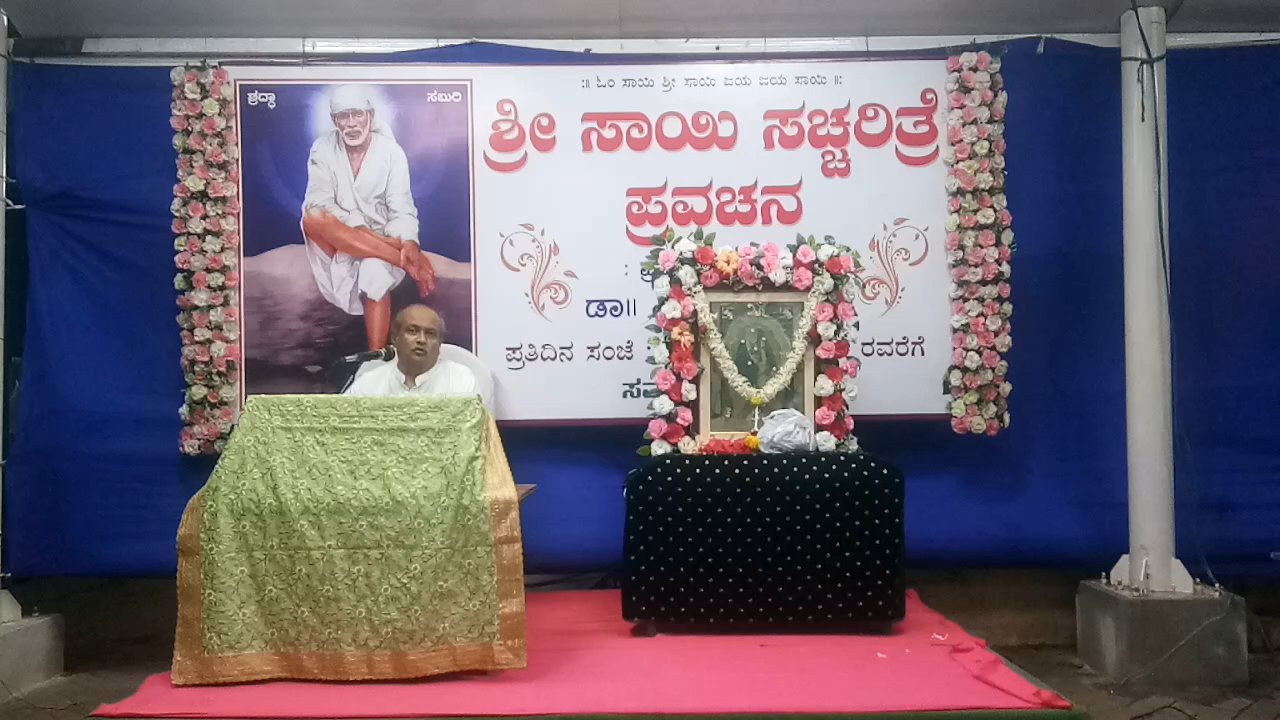 ಶ್ರದ್ಧಾ
ಸಬುರಿ
:॥ ಓಂ ಸಾಯಿ ಶ್ರೀ ಸಾಯಿ ಜಯ ಜಯ ಸಾಯಿ ॥:
ಶ್ರೀ ಸಾಯಿ ಸಚ್ಚರಿತ್ರೆ
ಪ್ರವಚನ
ಡಾ॥
ಪ್ರತಿದಿನ ಸಂಜೆ : ರವರೆಗೆ